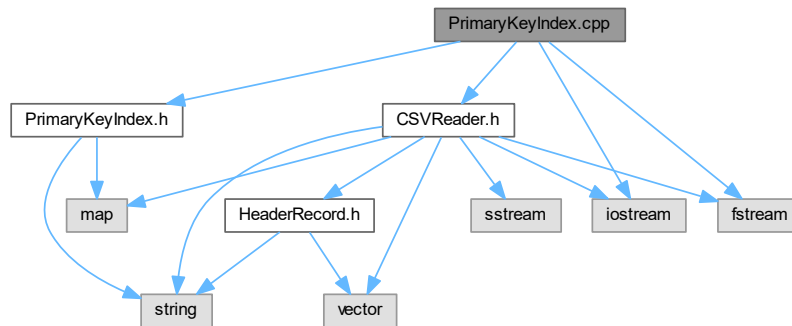 PrimaryKeyIndex.cpp
PrimaryKeyIndex.h
CSVReader.h
map
HeaderRecord.h
sstream
iostream
fstream
string
vector